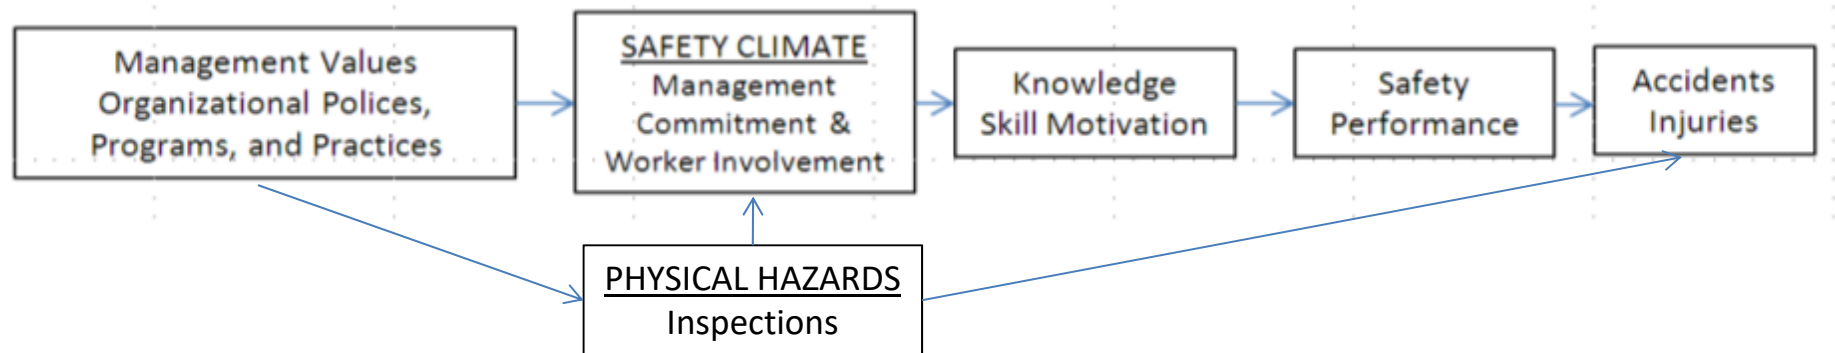 Management Values
Organizational Polices,
Programs, and Practices
SAFETY CLIMATE
Management
Commitment &
Worker Involvement
Knowledge
Skill Motivation
Safety
Performance
Accidents
Injuries
PHYSICAL HAZARDS
Inspections